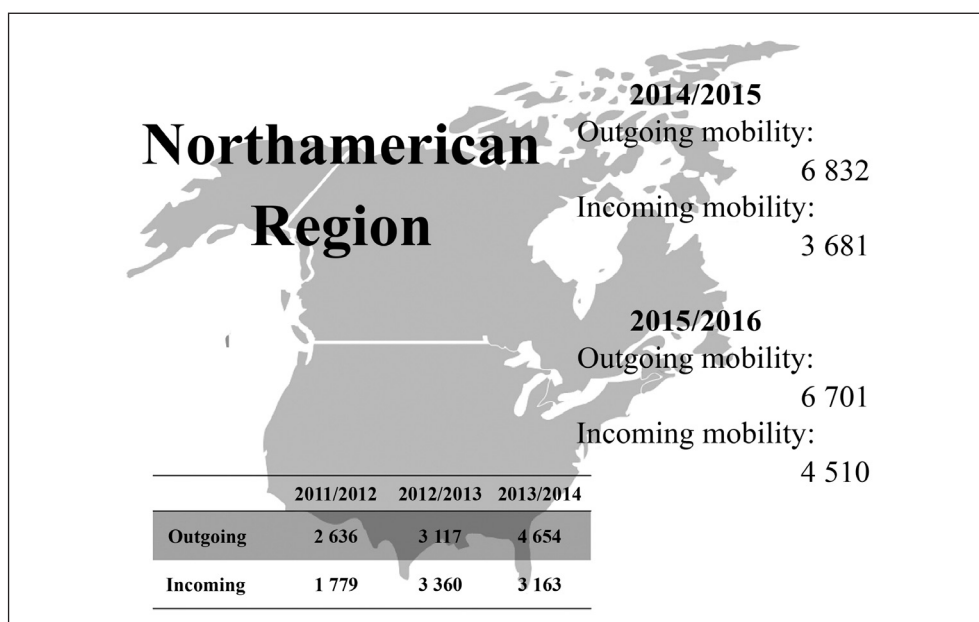 Northamerican
Region
2014/2015
Outgoing mobility:
6 832
Incoming mobility:
3 681
2015/2016
Outgoing mobility:
6 701
Incoming mobility:
4 510
2011/2012 2012/2013 2013/2014
Outgoing 2 636 3 117 4 654
Incoming 1 779 3 360 3 163